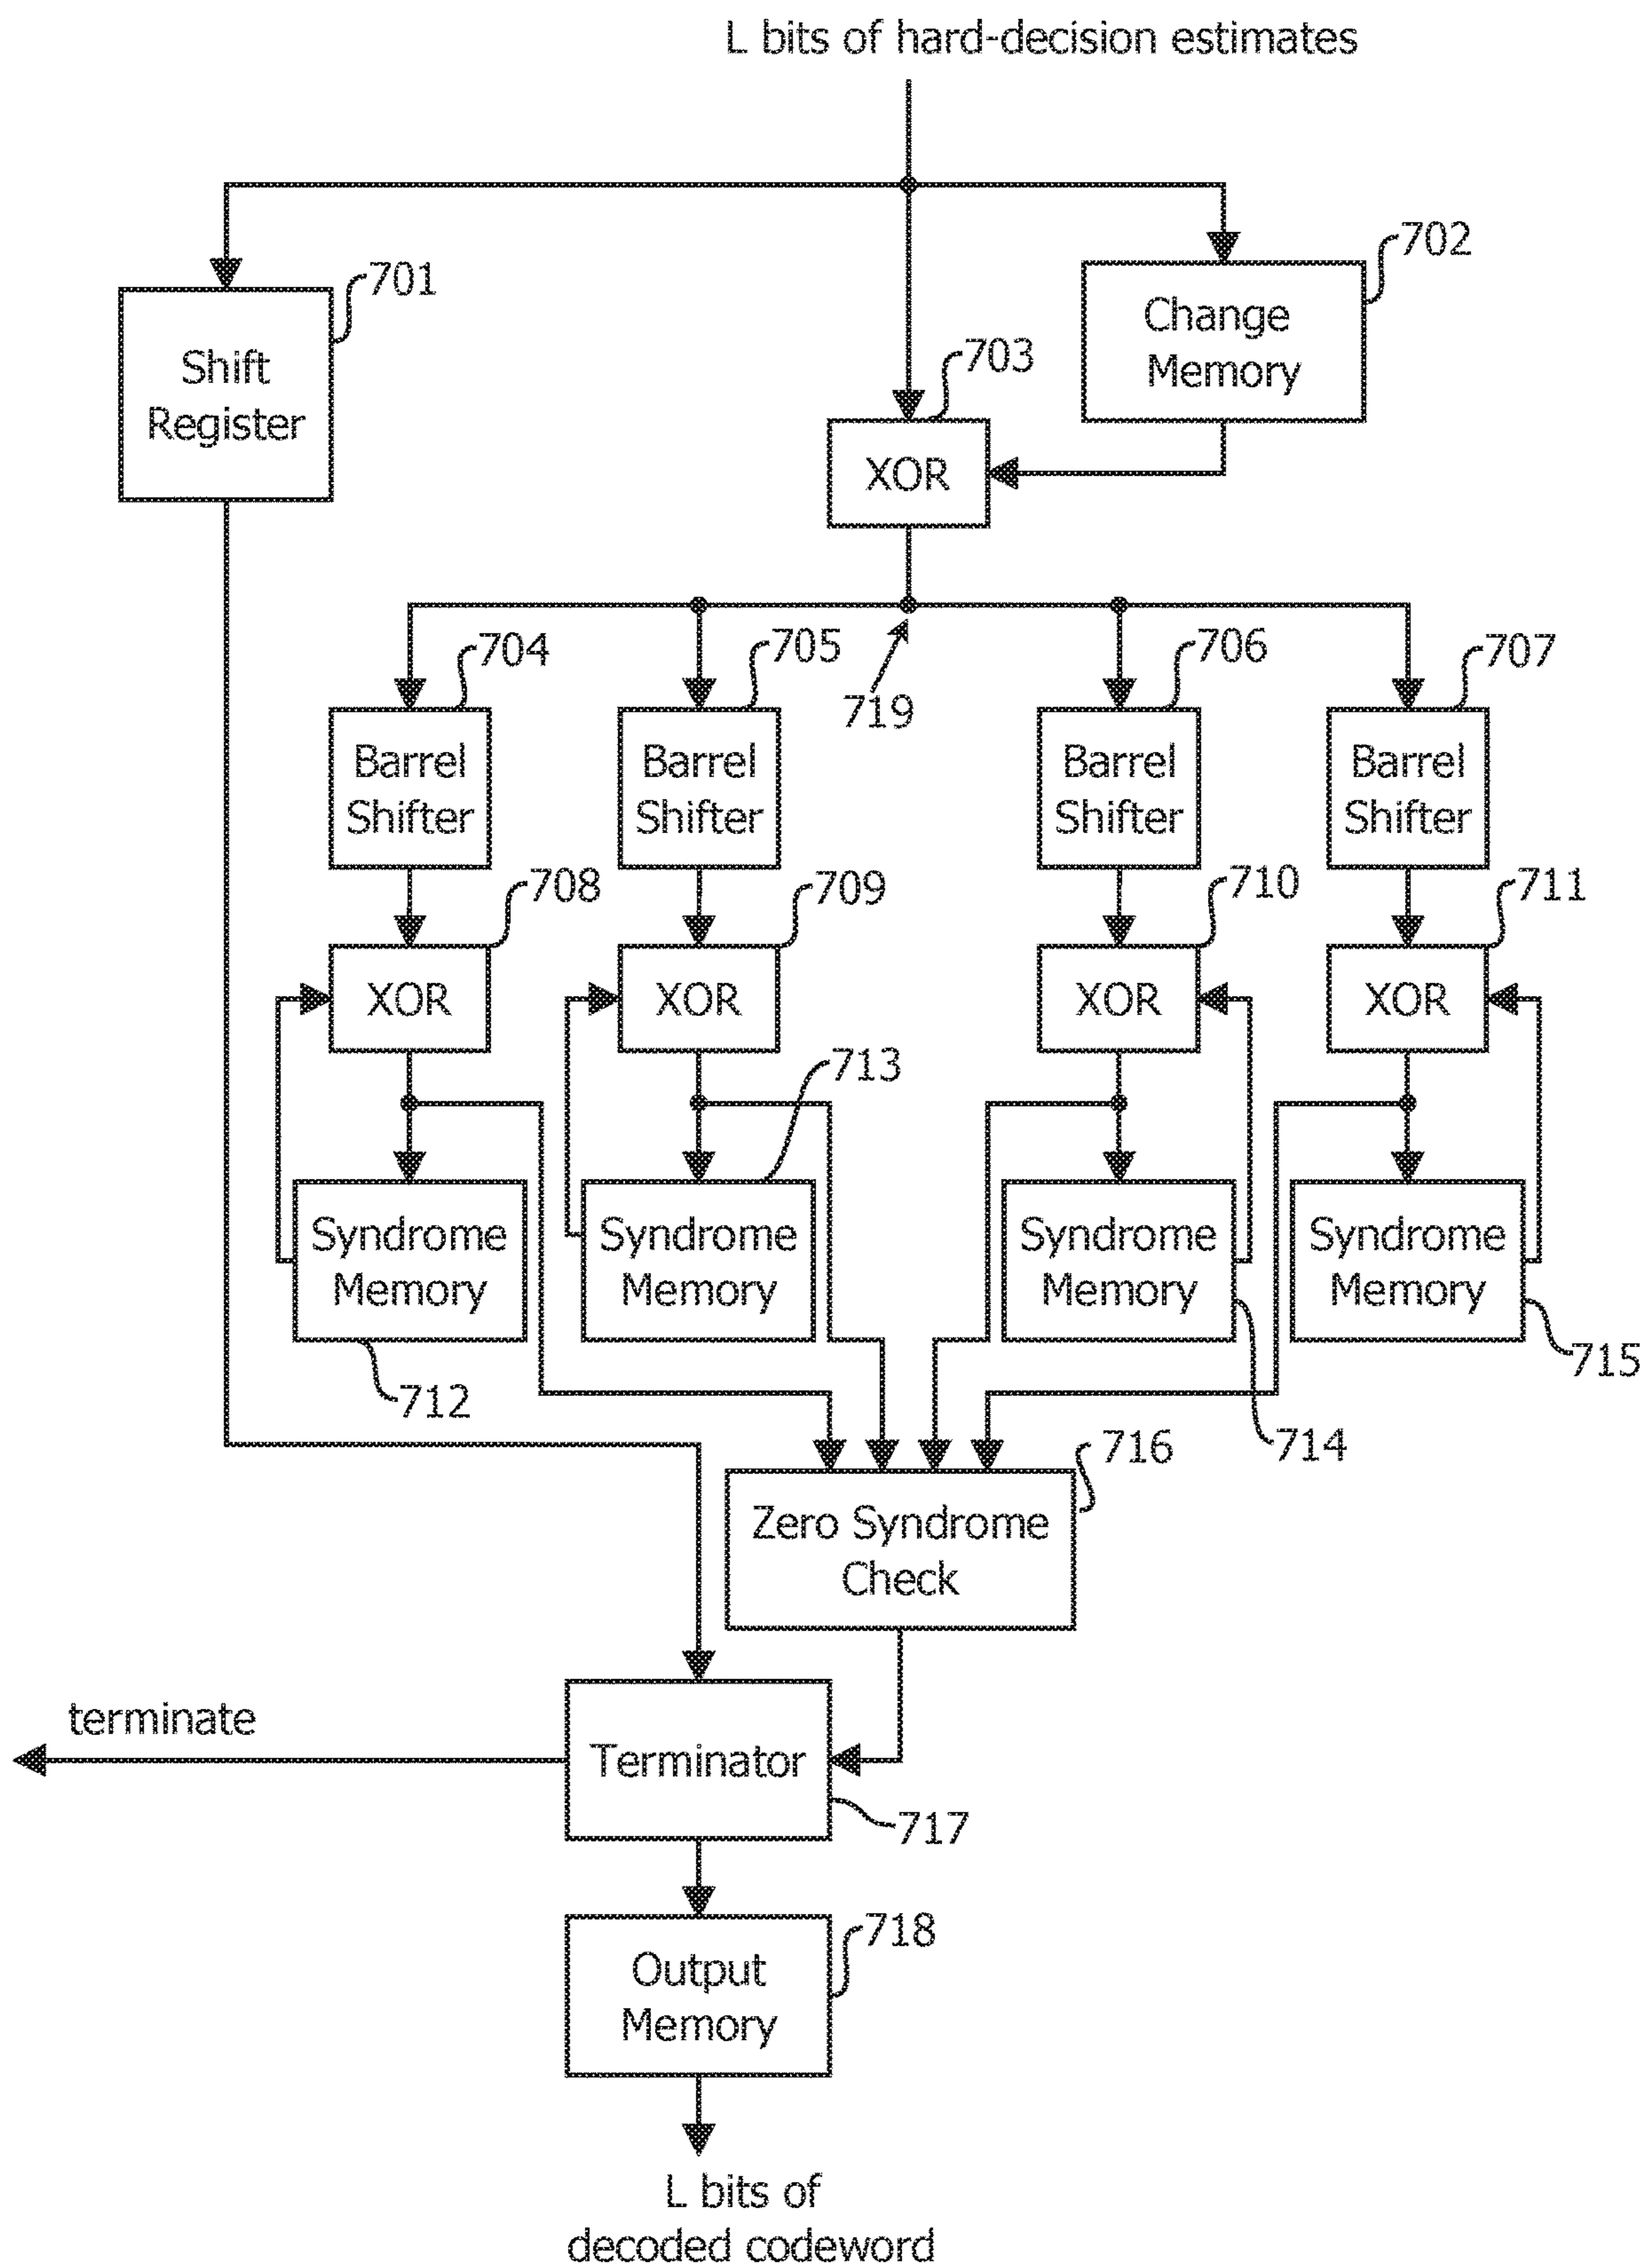 L bits of hard-decision estimates
702
701
Change
Memory
703
Shift
Register
XOR
704
705
706
707
719
Barrel
Shifter
Barrel
Shifter
Barrel
Shifter
Barrel
Shifter
708
709
710
711
XOR
XOR
XOR
XOR
713
Syndrome
Memory
Syndrome
Memory
Syndrome
Memory
Syndrome
Memory
715
712
714
716
Zero Syndrome
Check
terminate
Terminator
717
718
Output
Memory
L bits of
decoded codeword